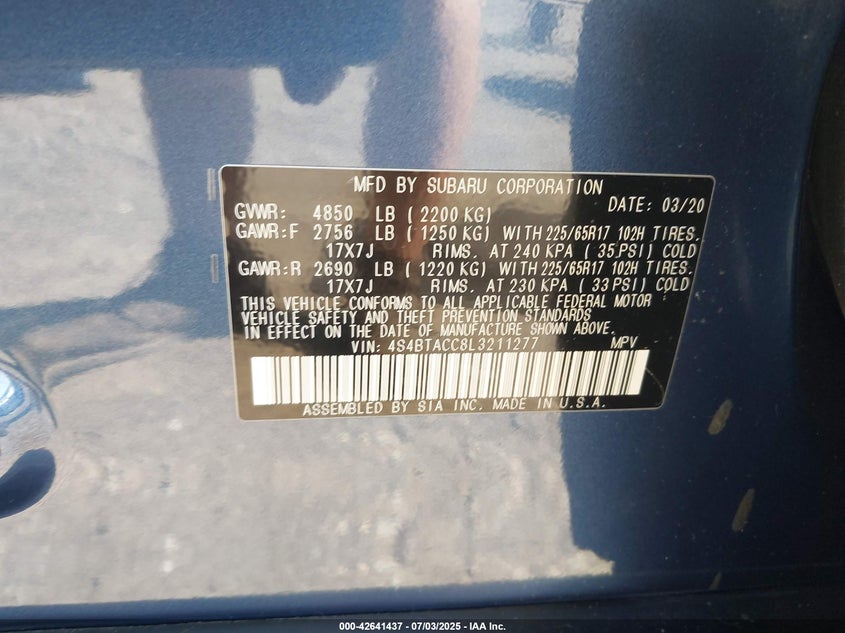 MFD BY SUBARU CORPORATION
GVWR: 4850 LB (2200 KG) DATE: 03/20
GAWR:F 2756 LB (1250 KG) WITH 225/65R17 102H TIRES.
17X7J RIMS. AT 240 KPA (35 PSI) COLD
GAWR:R 2690 LB (1220 KG) WITH 225/65R17 102H TIRES.
17X7J RIMS. AT 230 KPA (33 PSI) COLD
THIS VEHICLE CONFORMS TO ALL APPLICABLE FEDERAL MOTOR
VEHICLE SAFETY AND THEFT PREVENTION STANDARDS
IN EFFECT ON THE DATE OF MANUFACTURE SHOWN ABOVE.
VIN: 4S4BTACC8L3211277 MPV
ASSEMBLED BY SIA INC. MADE IN U.S.A.
000-42641437 - 07/03/2025 - IAA Inc.